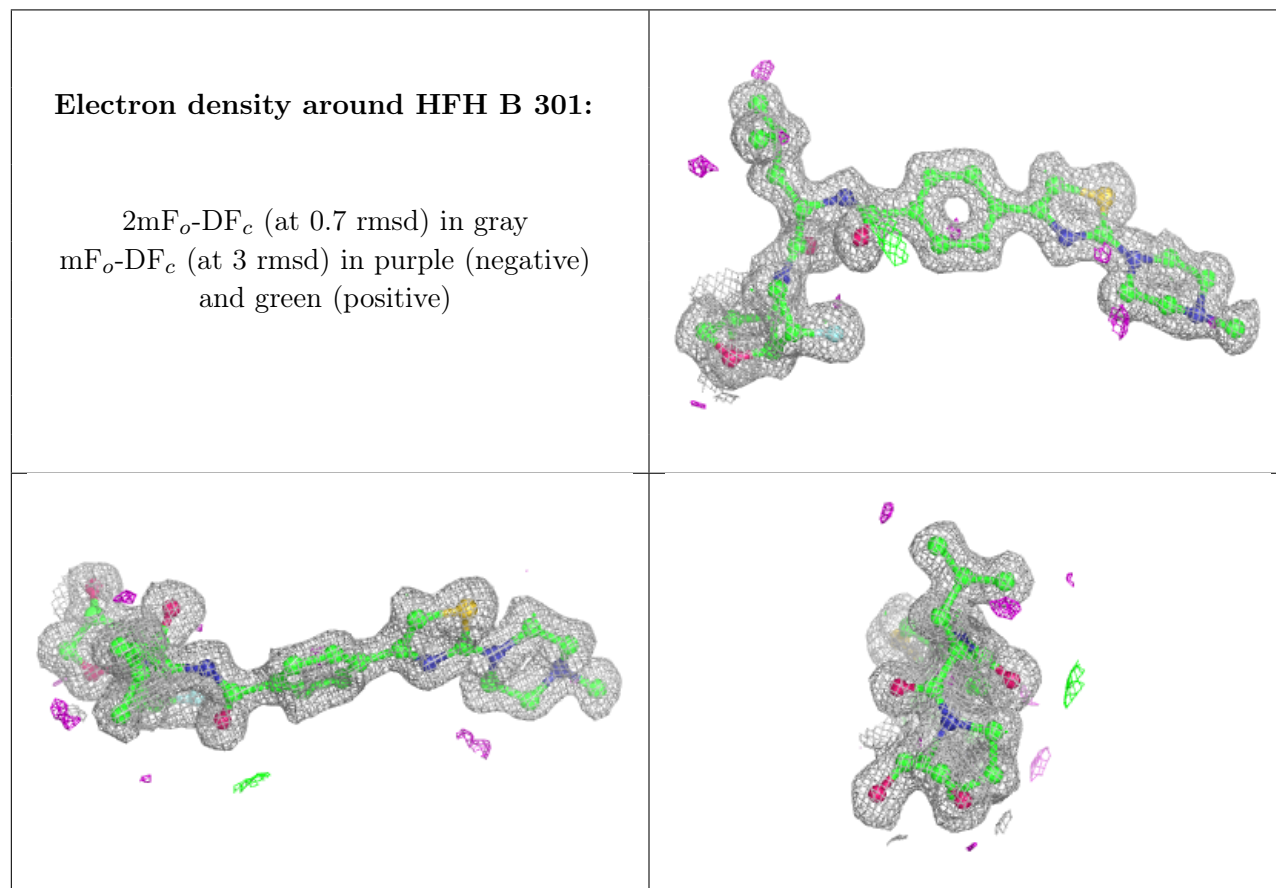 Electron density around HFH B 301:
2mFo-DFc (at 0.7 rmsd) in gray
mFo-DFc (at 3 rmsd) in purple (negative)
and green (positive)